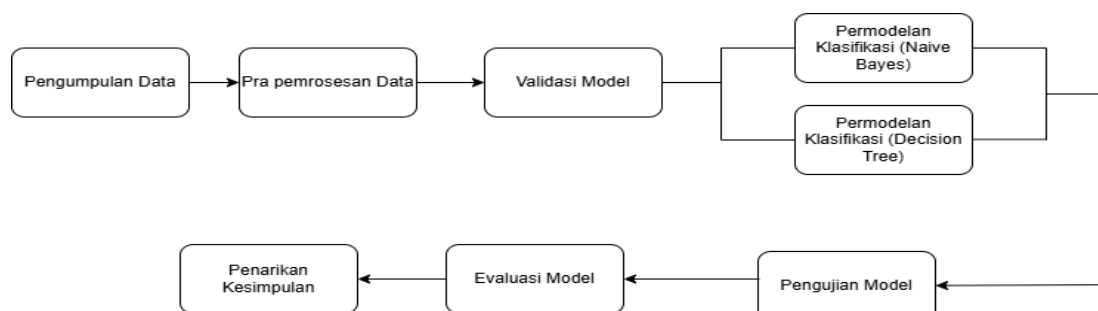 Pengumpulan Data
Pra pemrosesan Data
Validasi Model
Permodelan
Klasifikasi (Naive
Bayes)
Permodelan
Klasifikasi (Decision
Tree)
Pengujian Model
Evaluasi Model
Penarikan
Kesimpulan